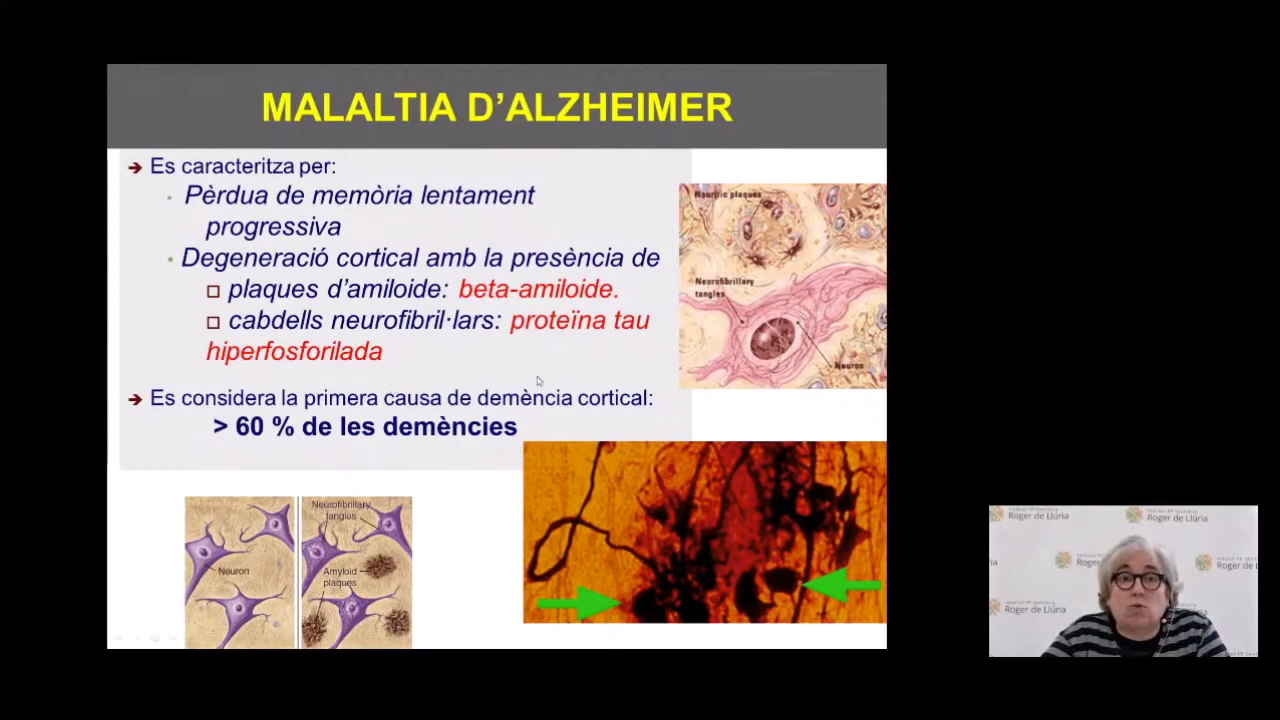 MALALTIA D'ALZHEIMER
➔ Es caracteritza per:
• Pèrdua de memòria lentament
progressiva
• Degeneració cortical amb la presència de
□ plaques d'amiloide: beta-amiloide.
□ cabdells neurofibril·lars: proteïna tau
hiperfosforilada
➔ Es considera la primera causa de demència cortical:
> 60 % de les demències
Neuritic plaques
Neurofibrillary
tangles
Neuron
Neuron
Neurofibrillary
tangles
Amyloid
plaques
Roger de Llúria
Roger de Llúria
Roger de Llúria
Roger de Llúria